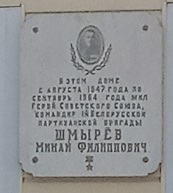 В этом доме
с августа 1947 года по
сентябрь 1964 года жил
Герой Советского Союза,
командир 1й Белорусской
партизанской бригады
ШМЫРЁВ
Минай Филиппович.